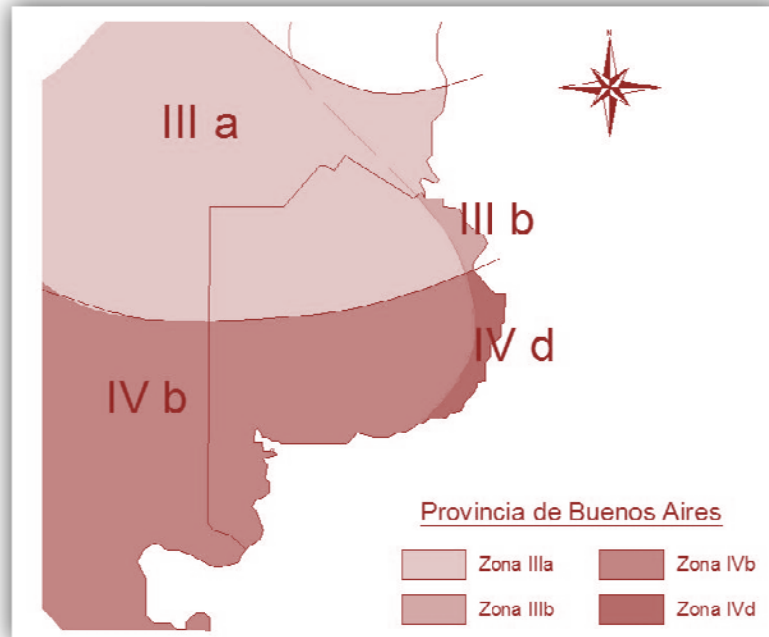 N
III a
III b
IV d
IV b
Provincia de Buenos Aires
Zona IIIa
Zona IVb
Zona IIIb
Zona IVd